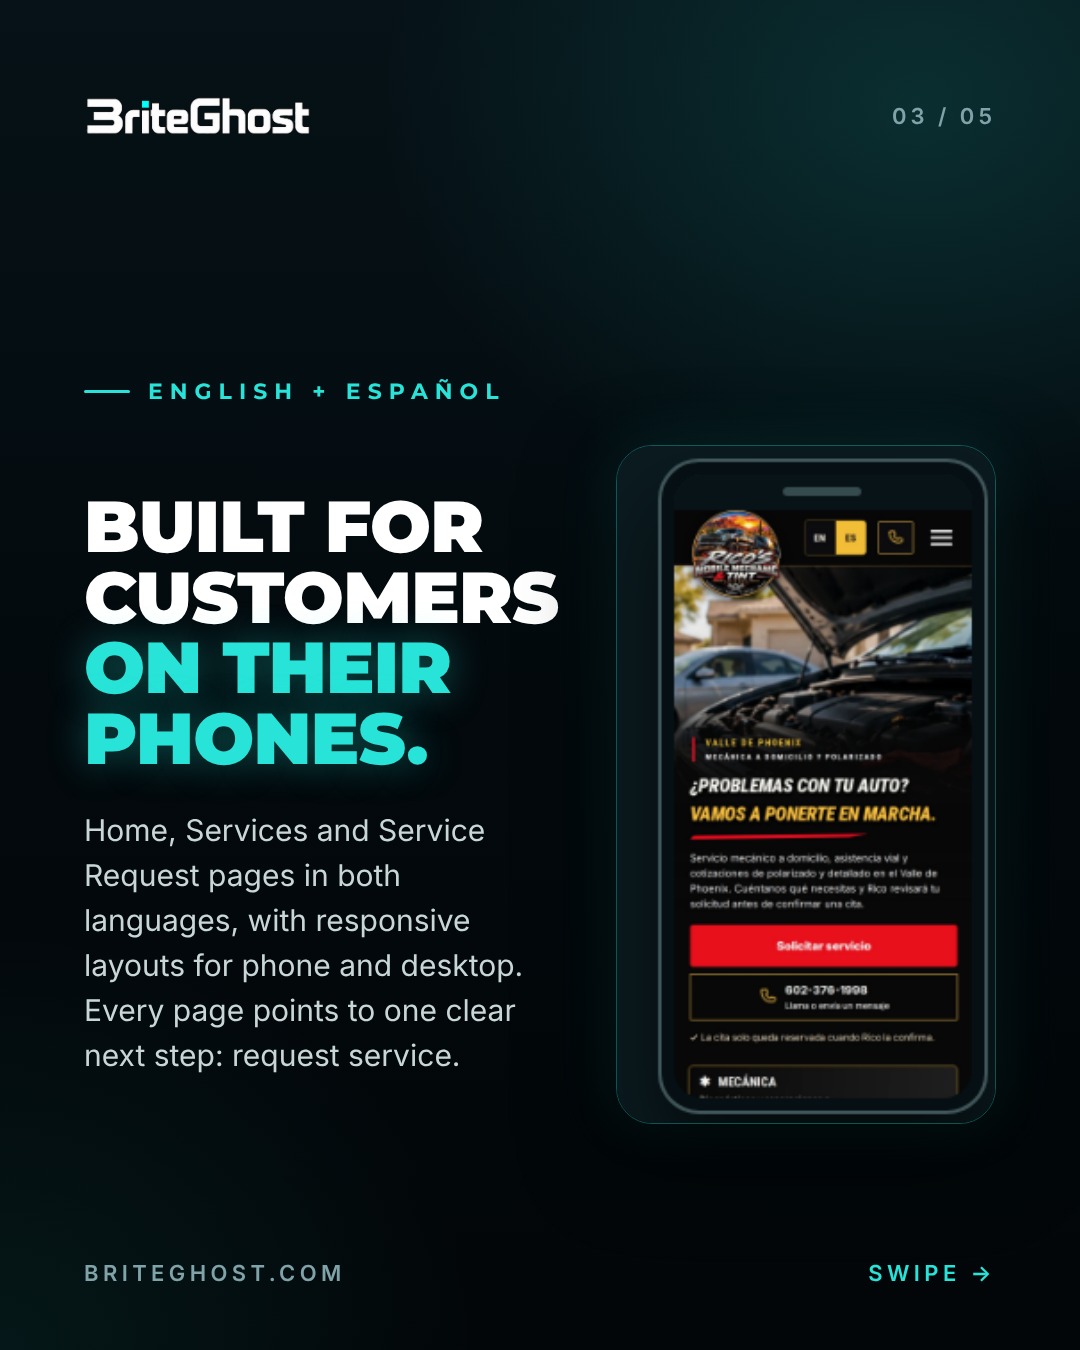 BriteGhost
03 / 05
ENGLISH + ESPAÑOL
BUILT FOR
CUSTOMERS
ON THEIR
PHONES.
Home, Services and Service
Request pages in both
languages, with responsive
layouts for phone and desktop.
Every page points to one clear
next step: request service.
EN ES
RICO'S
MOBILE MECHANIC
& TINT
VALLE DE PHOENIX
MECÁNICA A DOMICILIO Y POLARIZADO
¿PROBLEMAS CON TU AUTO?
VAMOS A PONERTE EN MARCHA.
Servicio mecánico a domicilio, asistencia vial y
cotizaciones de polarizado y detallado en el Valle de
Phoenix. Cuéntanos qué necesitas y Rico revisará tu
solicitud antes de confirmar una cita.
Solicitar servicio
602-376-1998
Llama o envía un mensaje
✓ La cita solo queda reservada cuando Rico la confirma.
✱ MECÁNICA
BRITEGHOST.COM
SWIPE →